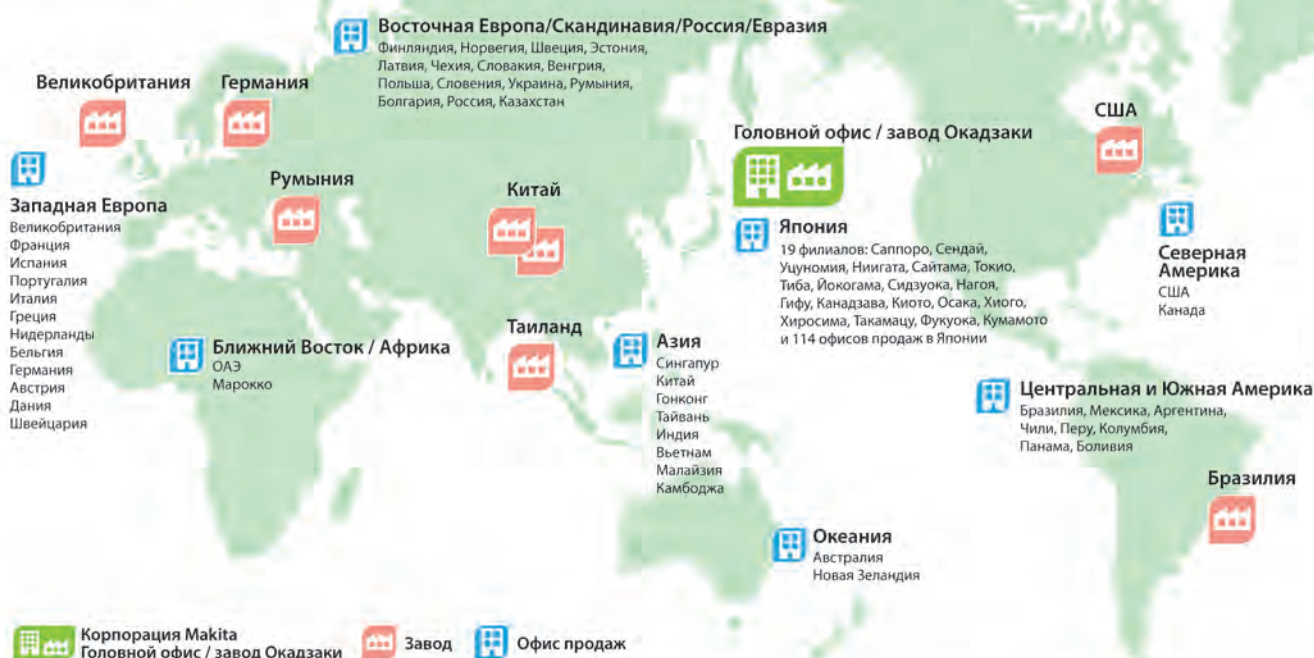 Восточная Европа/Скандинавия/Россия/Евразия
Финляндия, Норвегия, Швеция, Эстония,
Латвия, Чехия, Словакия, Венгрия,
Польша, Словения, Украина, Румыния,
Болгария, Россия, Казахстан
Великобритания
Германия
США
Головной офис / завод Окадзаки
Румыния
Китай
Западная Европа
Великобритания
Франция
Испания
Португалия
Италия
Греция
Нидерланды
Бельгия
Германия
Австрия
Дания
Швейцария
Япония
19 филиалов: Саппоро, Сендай,
Уцуномия, Ниигата, Сайтама, Токио,
Тиба, Йокогама, Сидзуока, Нагоя,
Гифу, Канадзава, Киото, Осака, Хиого,
Хиросима, Такамацу, Фукуока, Кумамото
и 114 офисов продаж в Японии
Северная
Америка
США
Канада
Ближний Восток / Африка
ОАЭ
Марокко
Таиланд
Азия
Сингапур
Китай
Гонконг
Тайвань
Индия
Вьетнам
Малайзия
Камбоджа
Центральная и Южная Америка
Бразилия, Мексика, Аргентина,
Чили, Перу, Колумбия,
Панама, Боливия
Бразилия
Океания
Австралия
Новая Зеландия
Корпорация Makita
Головной офис / завод Окадзаки
Завод
Офис продаж